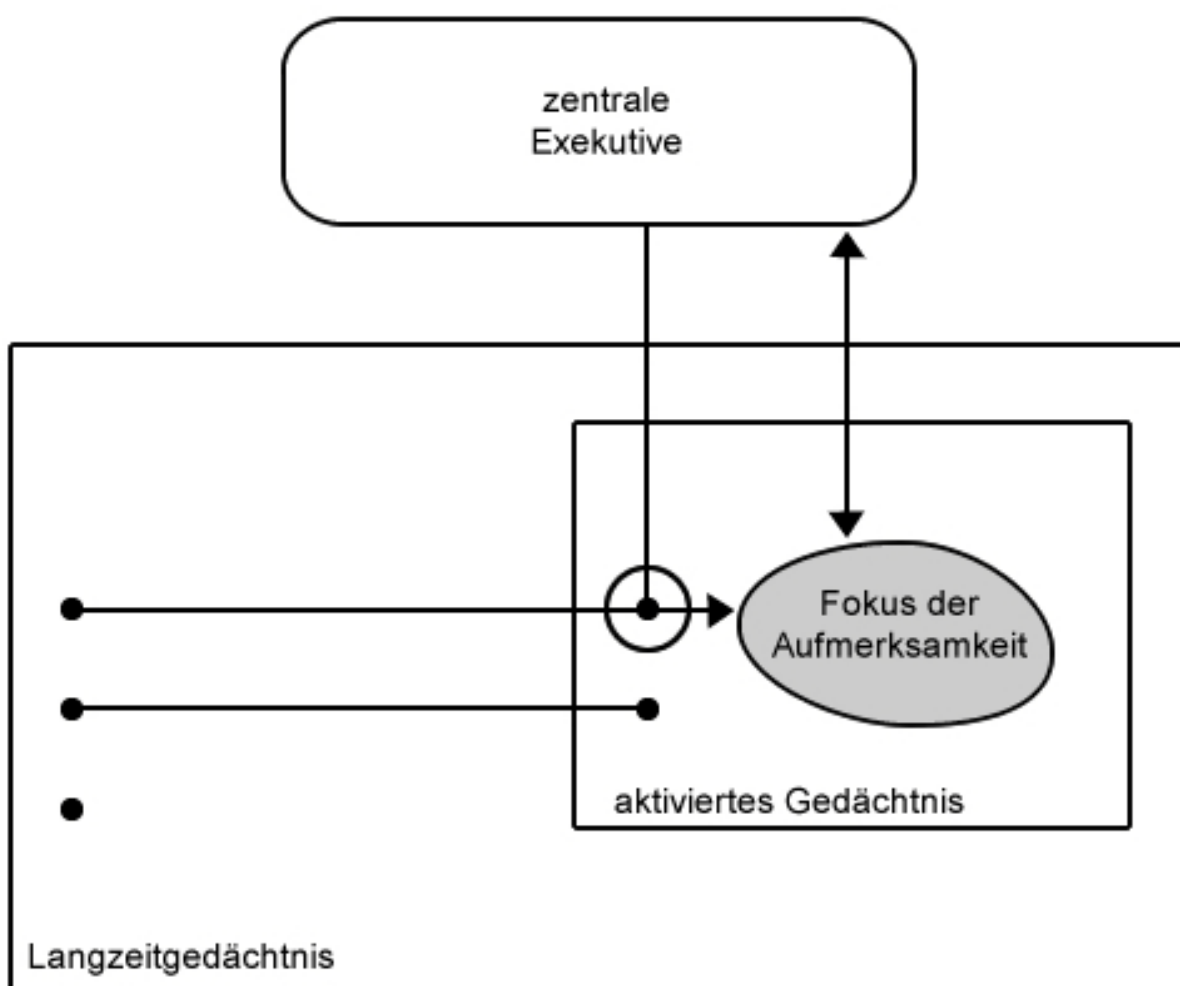 zentrale
Exekutive
Fokus der
Aufmerksamkeit
aktiviertes Gedächtnis
Langzeitgedächtnis